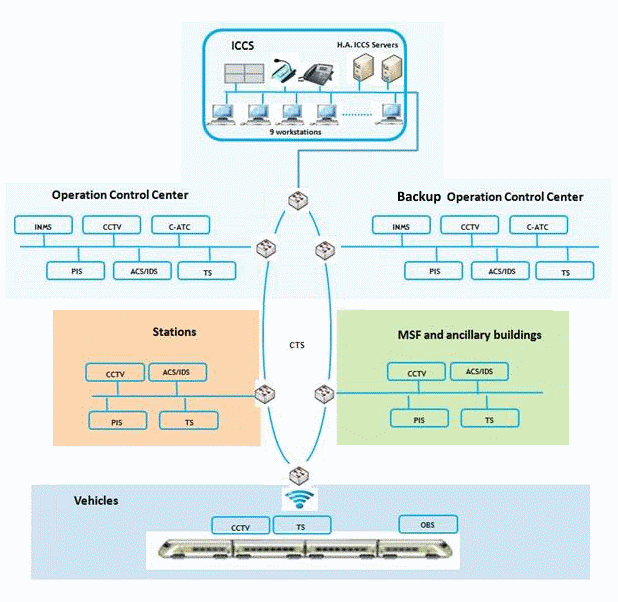 ICCS
H.A. ICCS Servers
9 workstations
Operation Control Center
Backup Operation Control Center
INMS
CCTV
C-ATC
PIS
ACS/IDS
TS
INMS
CCTV
C-ATC
PIS
ACS/IDS
TS
Stations
CCTV
ACS/IDS
PIS
TS
CTS
MSF and ancillary buildings
CCTV
ACS/IDS
PIS
TS
Vehicles
CCTV
TS
OBS